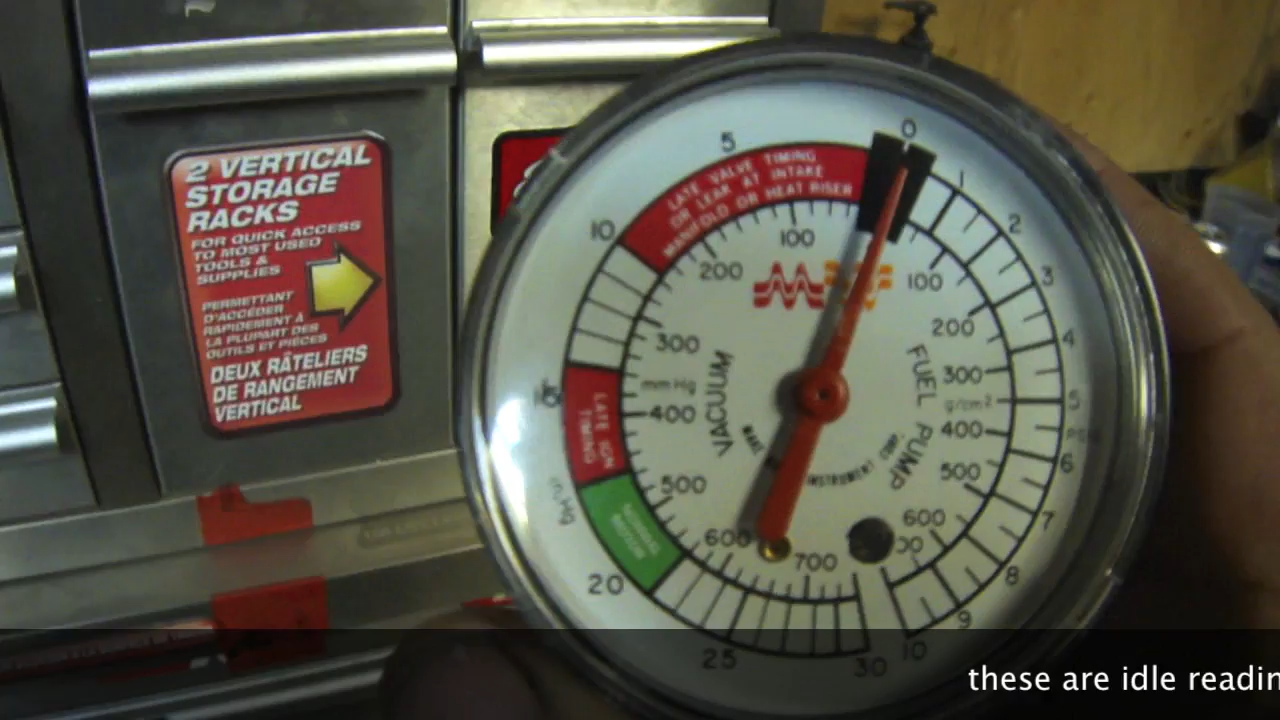 2 VERTICAL
STORAGE
RACKS
FOR QUICK ACCESS
TO MOST USED
TOOLS &
SUPPLIES
PERMETTANT
D'ACCÉDER
RAPIDEMENT À
LA PLUPART DES
OUTILS ET PIÈCES
DEUX RÂTELIERS
DE RANGEMENT
VERTICAL
0
5
10
20
25
30
LATE VALVE TIMING
OR LEAK AT INTAKE
MANIFOLD OR HEAT RISER
LATE IGN
TIMING
NORMAL
MOTOR
in.Hg
100
200
300
mm Hg
400
500
600
700
VACUUM
1
2
3
4
5
6
7
8
9
10
100
200
300
g/cm²
400
500
600
FUEL PUMP
INSTRUMENT CORP.
these are idle readin